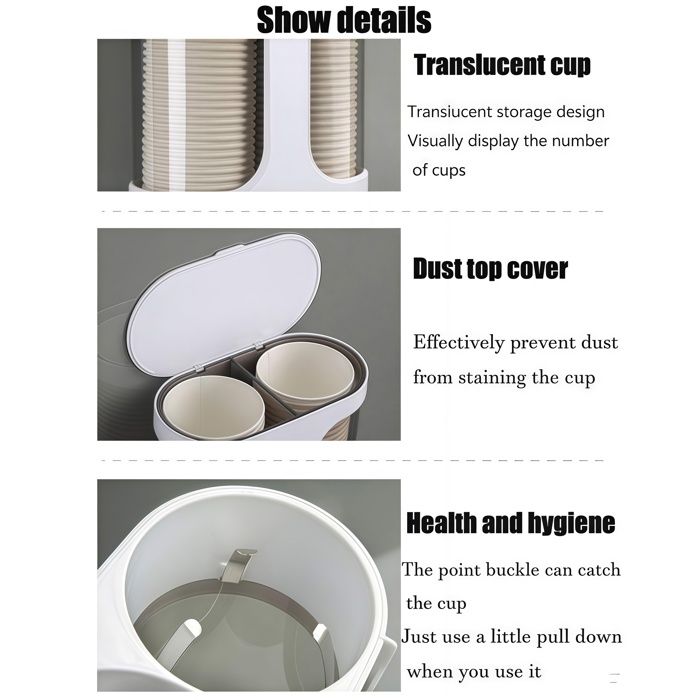 Show details
Translucent cup
Transiucent storage design
Visually display the number
of cups
Dust top cover
Effectively prevent dust
from staining the cup
Health and hygiene
The point buckle can catch
the cup
Just use a little pull down
when you use it